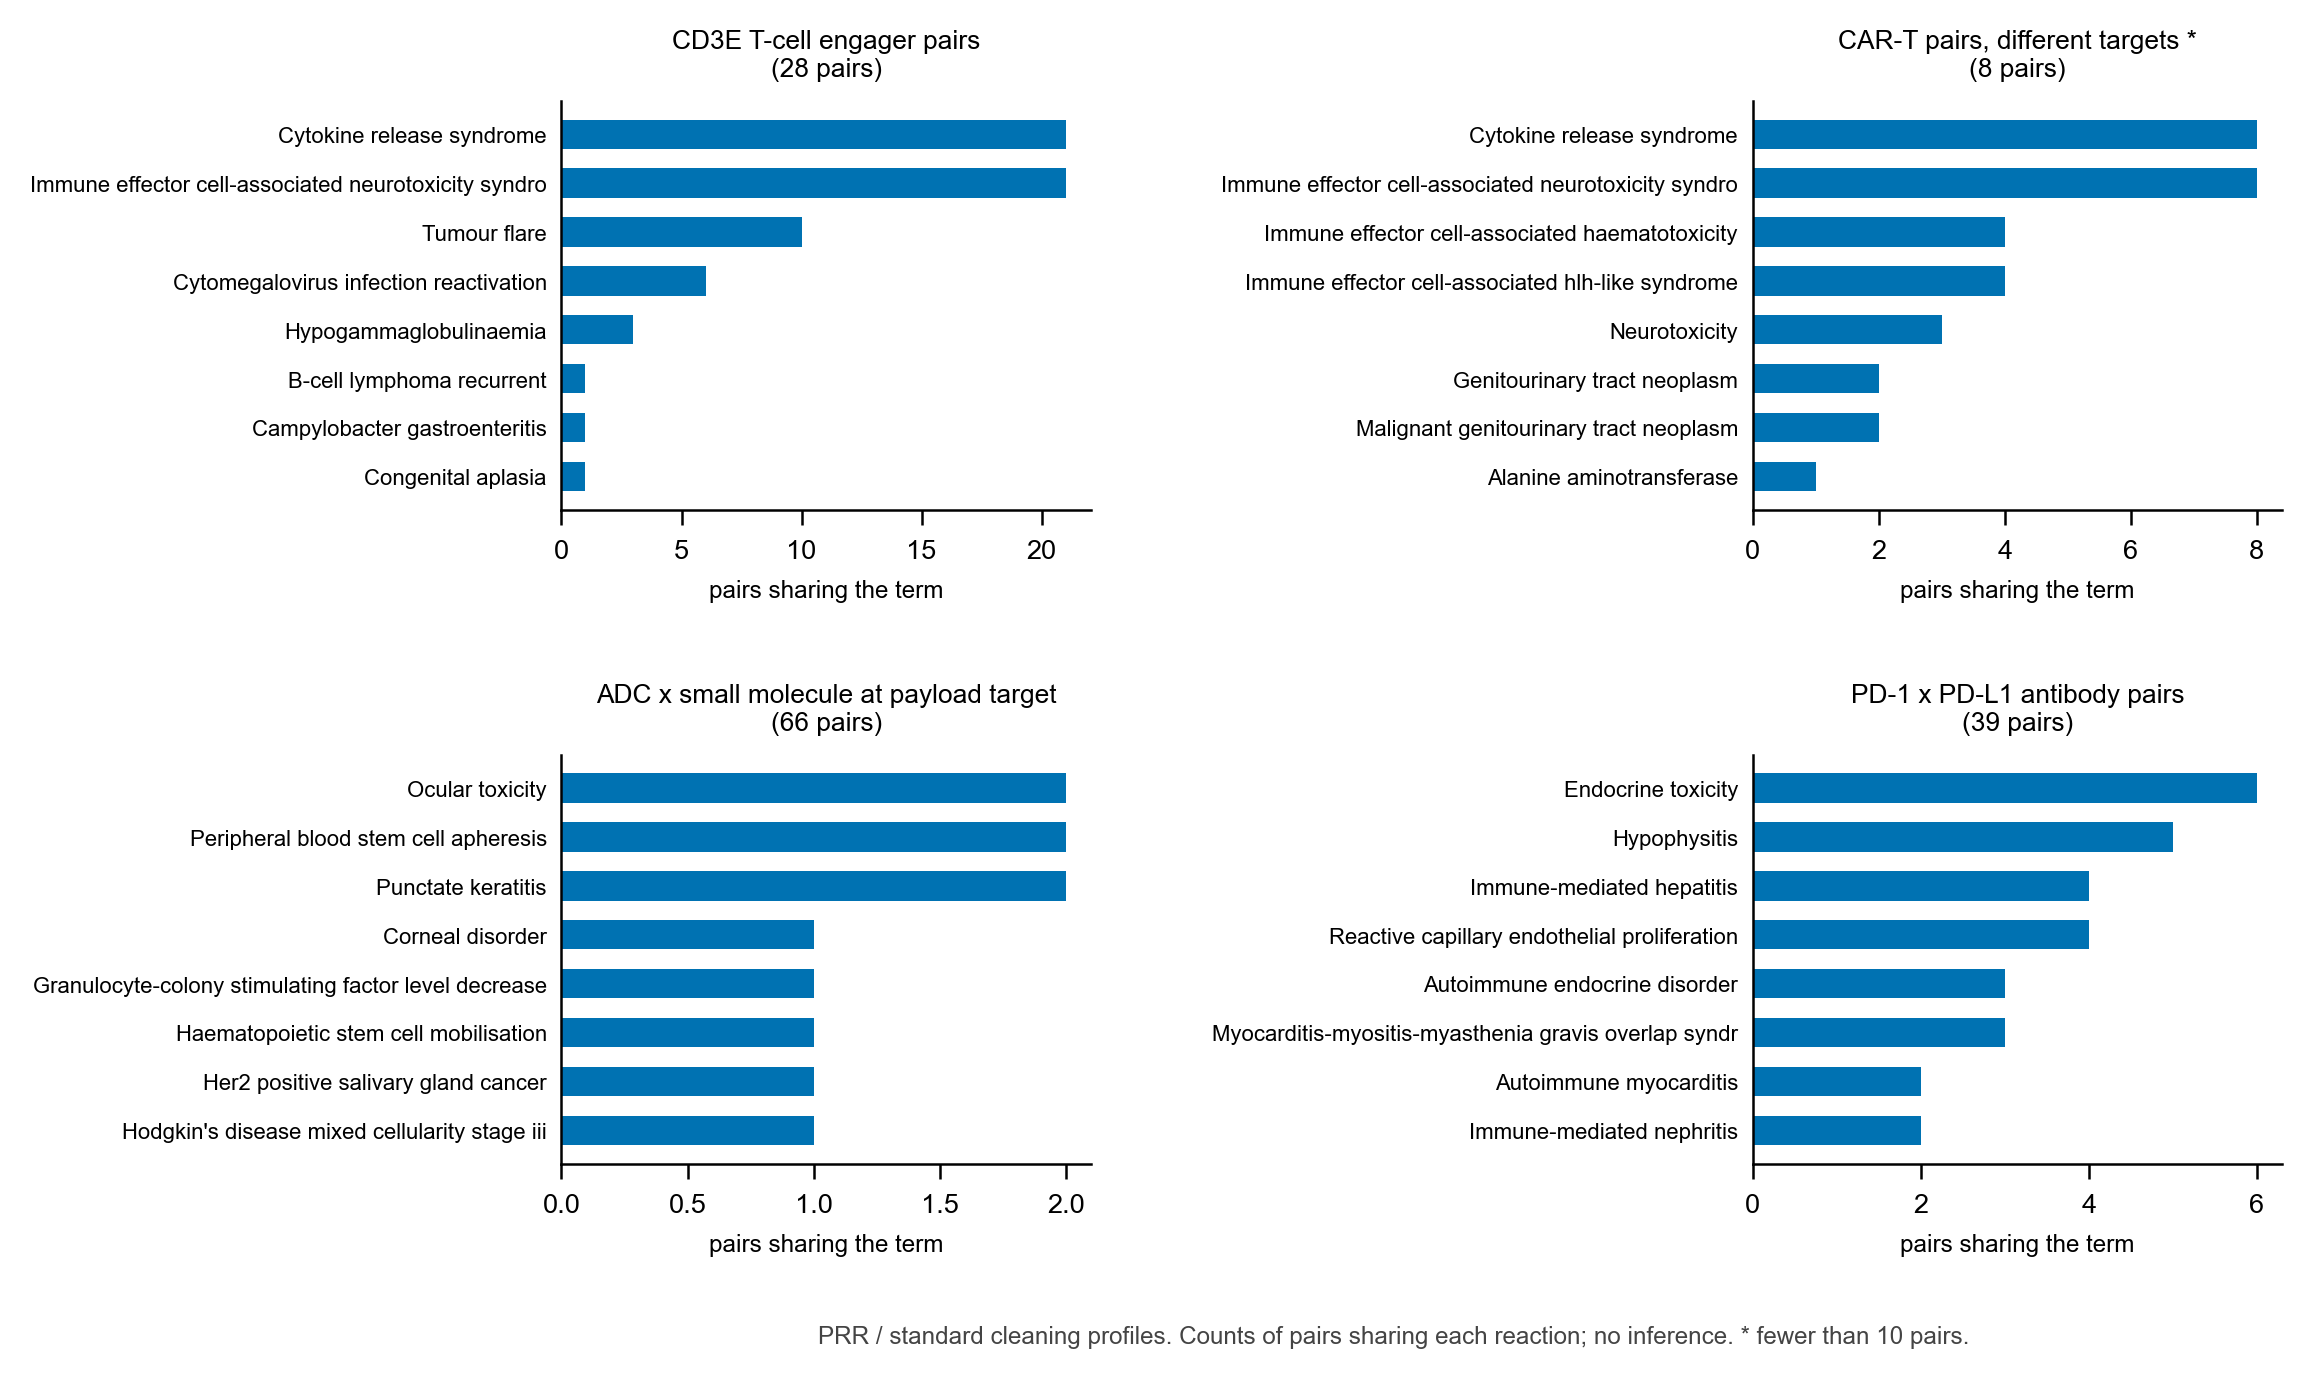 CD3E T-cell engager pairs
(28 pairs)
Cytokine release syndrome
Immune effector cell-associated neurotoxicity syndro
Tumour flare
Cytomegalovirus infection reactivation
Hypogammaglobulinaemia
B-cell lymphoma recurrent
Campylobacter gastroenteritis
Congenital aplasia
0 5 10 15 20
pairs sharing the term
CAR-T pairs, different targets *
(8 pairs)
Cytokine release syndrome
Immune effector cell-associated neurotoxicity syndro
Immune effector cell-associated haematotoxicity
Immune effector cell-associated hlh-like syndrome
Neurotoxicity
Genitourinary tract neoplasm
Malignant genitourinary tract neoplasm
Alanine aminotransferase
0 2 4 6 8
pairs sharing the term
ADC x small molecule at payload target
(66 pairs)
Ocular toxicity
Peripheral blood stem cell apheresis
Punctate keratitis
Corneal disorder
Granulocyte-colony stimulating factor level decrease
Haematopoietic stem cell mobilisation
Her2 positive salivary gland cancer
Hodgkin's disease mixed cellularity stage iii
0.0 0.5 1.0 1.5 2.0
pairs sharing the term
PD-1 x PD-L1 antibody pairs
(39 pairs)
Endocrine toxicity
Hypophysitis
Immune-mediated hepatitis
Reactive capillary endothelial proliferation
Autoimmune endocrine disorder
Myocarditis-myositis-myasthenia gravis overlap syndr
Autoimmune myocarditis
Immune-mediated nephritis
0 2 4 6
pairs sharing the term
PRR / standard cleaning profiles. Counts of pairs sharing each reaction; no inference. * fewer than 10 pairs.